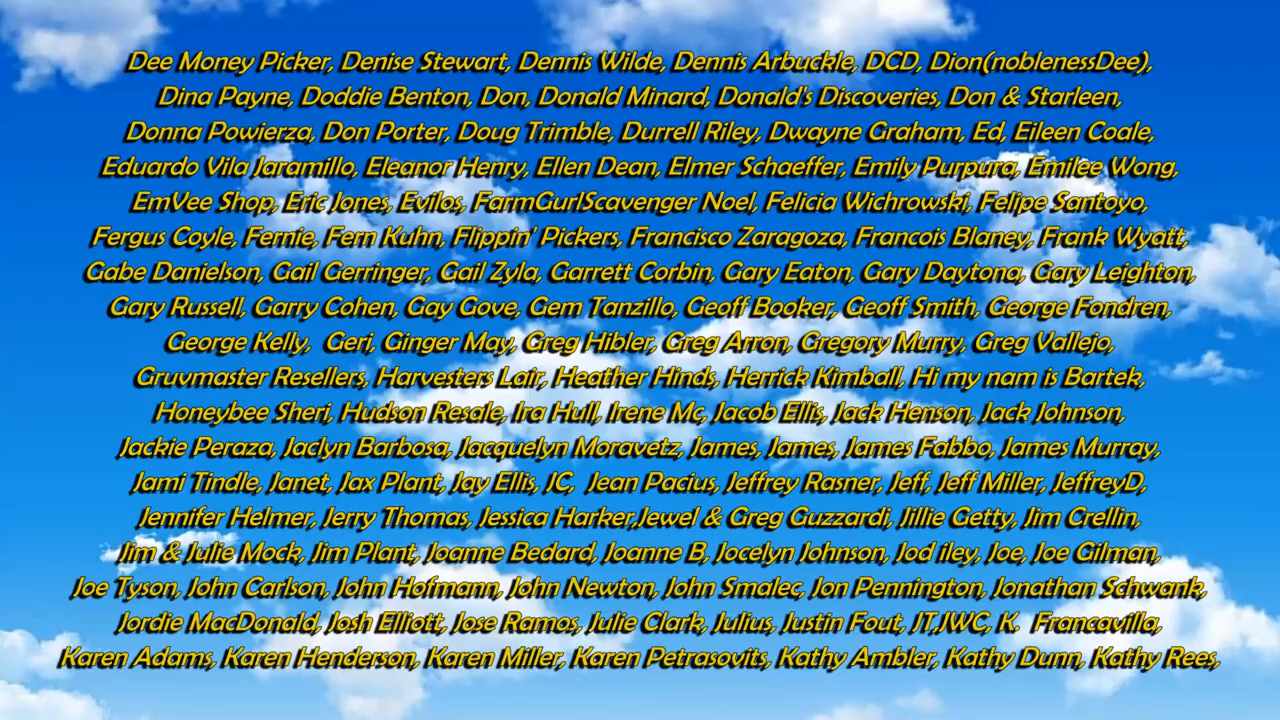 Dee Money Picker, Denise Stewart, Dennis Wilde, Dennis Arbuckle, DCD, Dion(noblenessDee),
Dina Payne, Doddie Benton, Don, Donald Minard, Donald's Discoveries, Don & Starleen,
Donna Powierza, Don Porter, Doug Trimble, Durrell Riley, Dwayne Graham, Ed, Eileen Coale,
Eduardo Vila Jaramillo, Eleanor Henry, Ellen Dean, Elmer Schaeffer, Emily Purpura, Emilee Wong,
EmVee Shop, Eric Jones, Evilos, FarmGurlScavenger Noel, Felicia Wichrowski, Felipe Santoyo,
Fergus Coyle, Fernie, Fern Kuhn, Flippin' Pickers, Francisco Zaragoza, Francois Blaney, Frank Wyatt,
Gabe Danielson, Gail Gerringer, Gail Zyla, Garrett Corbin, Gary Eaton, Gary Daytona, Gary Leighton,
Gary Russell, Garry Cohen, Gay Gove, Gem Tanzillo, Geoff Booker, Geoff Smith, George Fondren,
George Kelly,  Geri, Ginger May, Greg Hibler, Greg Arron, Gregory Murry, Greg Vallejo,
Gruvmaster Resellers, Harvesters Lair, Heather Hinds, Herrick Kimball, Hi my nam is Bartek,
Honeybee Sheri, Hudson Resale, Ira Hull, Irene Mc, Jacob Ellis, Jack Henson, Jack Johnson,
Jackie Peraza, Jaclyn Barbosa, Jacquelyn Moravetz, James, James, James Fabbo, James Murray,
Jami Tindle, Janet, Jax Plant, Jay Ellis, JC,  Jean Pacius, Jeffrey Rasner, Jeff, Jeff Miller, JeffreyD,
Jennifer Helmer, Jerry Thomas, Jessica Harker,Jewel & Greg Guzzardi, Jillie Getty, Jim Crellin,
Jim & Julie Mock, Jim Plant, Joanne Bedard, Joanne B, Jocelyn Johnson, Jod iley, Joe, Joe Gilman,
Joe Tyson, John Carlson, John Hofmann, John Newton, John Smalec, Jon Pennington, Jonathan Schwank,
Jordie MacDonald, Josh Elliott, Jose Ramos, Julie Clark, Julius, Justin Fout, JT,JWC, K.  Francavilla,
Karen Adams, Karen Henderson, Karen Miller, Karen Petrasovits, Kathy Ambler, Kathy Dunn, Kathy Rees,